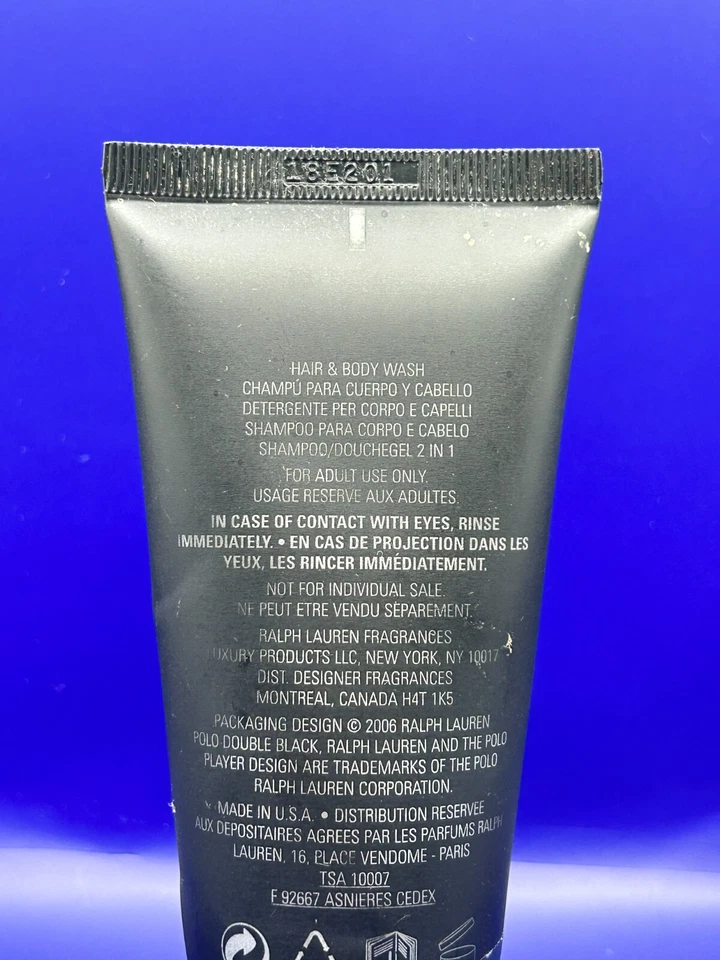 18E201
HAIR & BODY WASH
CHAMPÚ PARA CUERPO Y CABELLO
DETERGENTE PER CORPO E CAPELLI
SHAMPOO PARA CORPO E CABELO
SHAMPOO/DOUCHEGEL 2 IN 1
FOR ADULT USE ONLY.
USAGE RESERVE AUX ADULTES.
IN CASE OF CONTACT WITH EYES, RINSE
IMMEDIATELY. • EN CAS DE PROJECTION DANS LES
YEUX, LES RINCER IMMÉDIATEMENT.
NOT FOR INDIVIDUAL SALE.
NE PEUT ETRE VENDU SÉPAREMENT.
RALPH LAUREN FRAGRANCES
LUXURY PRODUCTS LLC, NEW YORK, NY 10017
DIST. DESIGNER FRAGRANCES
MONTREAL, CANADA H4T 1K5
PACKAGING DESIGN © 2006 RALPH LAUREN
POLO DOUBLE BLACK, RALPH LAUREN AND THE POLO
PLAYER DESIGN ARE TRADEMARKS OF THE POLO
RALPH LAUREN CORPORATION.
MADE IN U.S.A. • DISTRIBUTION RESERVEE
AUX DEPOSITAIRES AGREES PAR LES PARFUMS RALPH
LAUREN, 16, PLACE VENDOME - PARIS
TSA 10007
F 92667 ASNIERES CEDEX